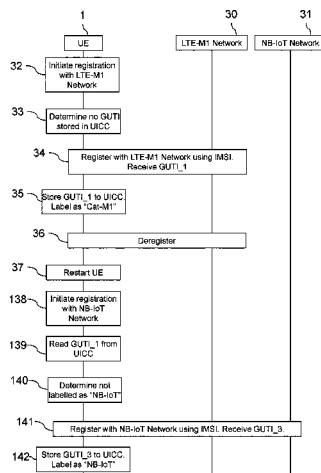 1
30
31
UE
LTE-M1 Network
NB-IoT Network
32
Initiate registration
with LTE-M1
Network
33
Determine no GUTI
stored in UICC
34
Register with LTE-M1 Network using IMSI.
Receive GUTI_1
35
Store GUTI_1 to UICC.
Label as "Cat-M1"
36
Deregister
37
Restart UE
138
Initiate registration
with NB-IoT
Network
139
Read GUTI_1 from
UICC
140
Determine not
labelled as "NB-IoT"
141
Register with NB-IoT Network using IMSI. Receive GUTI_3.
142
Store GUTI_3 to UICC.
Label as "NB-IoT"